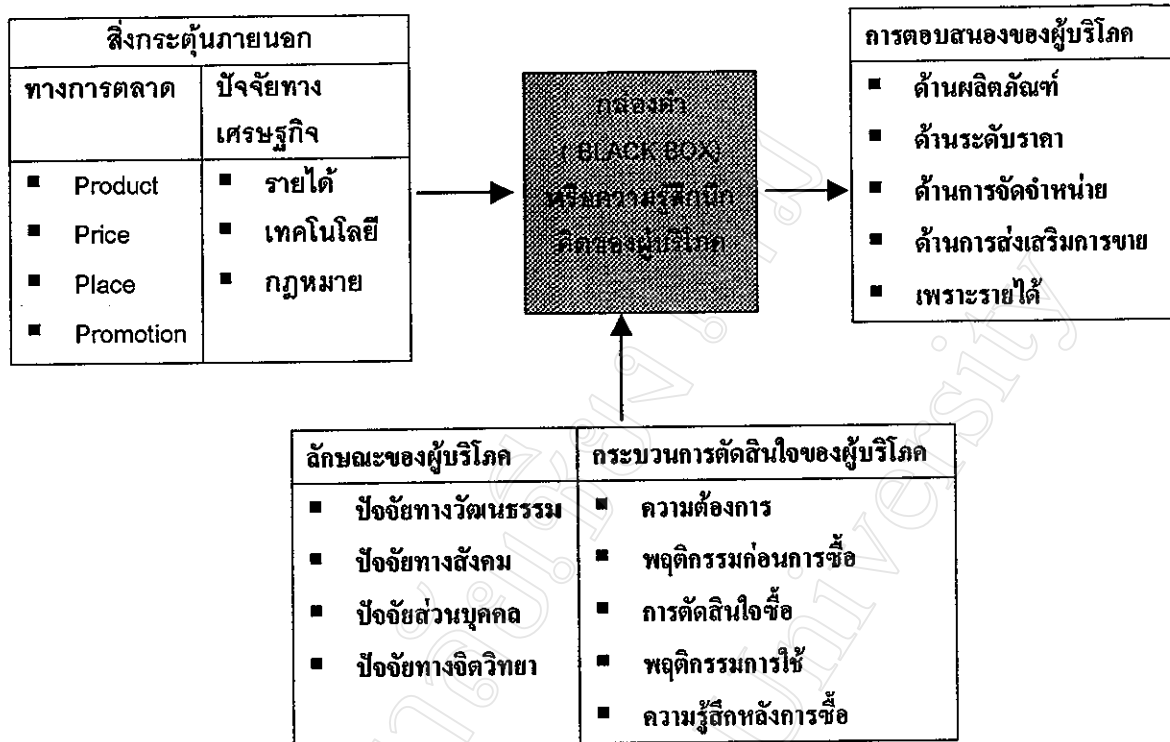 สิ่งกระตุ้นภายนอก
ทางการตลาด
ปัจจัยทาง
เศรษฐกิจ
■ Product
■ Price
■ Place
■ Promotion
■ รายได้
■ เทคโนโลยี
■ กฎหมาย
กล่องดำ
( BLACK BOX)
หรือความรู้สึกนึก
คิดของผู้บริโภค
การตอบสนองของผู้บริโภค
■ ด้านผลิตภัณฑ์
■ ด้านระดับราคา
■ ด้านการจัดจำหน่าย
■ ด้านการส่งเสริมการขาย
■ เพราะรายได้
ลักษณะของผู้บริโภค
■ ปัจจัยทางวัฒนธรรม
■ ปัจจัยทางสังคม
■ ปัจจัยส่วนบุคคล
■ ปัจจัยทางจิตวิทยา
กระบวนการตัดสินใจของผู้บริโภค
■ ความต้องการ
■ พฤติกรรมก่อนการซื้อ
■ การตัดสินใจซื้อ
■ พฤติกรรมการใช้
■ ความรู้สึกหลังการซื้อ
University